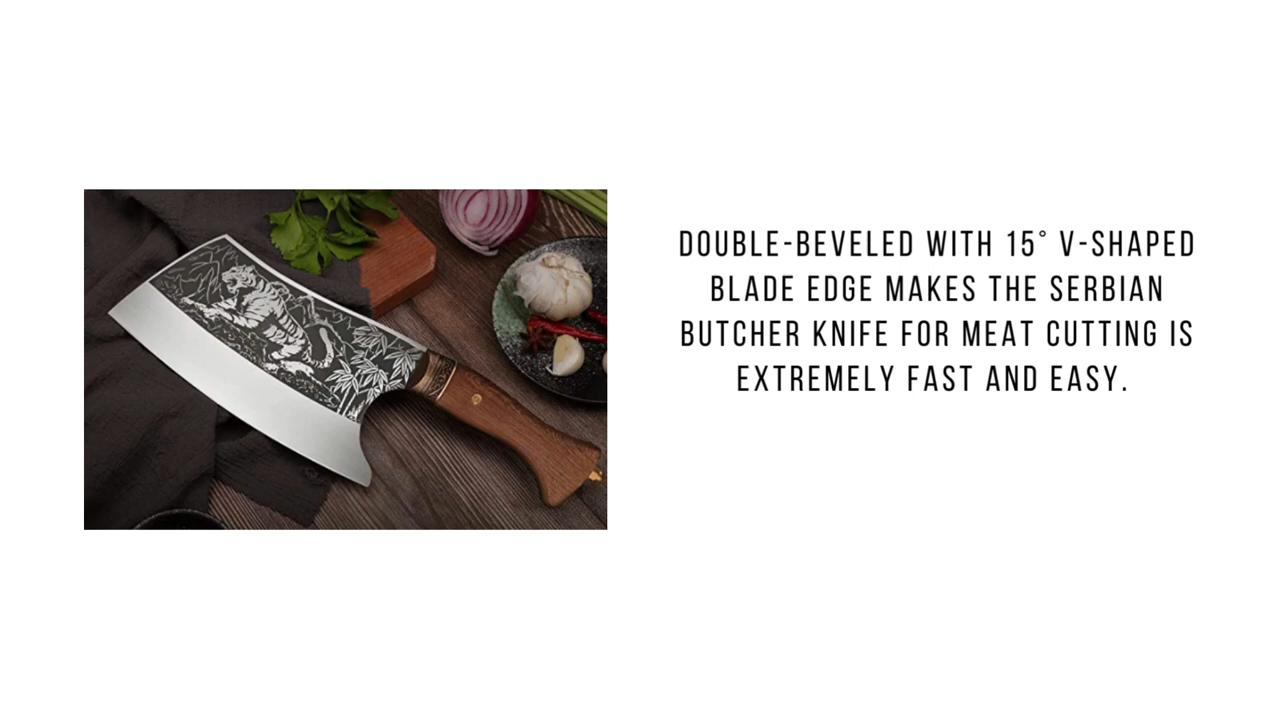 DOUBLE-BEVELED WITH 15° V-SHAPED
BLADE EDGE MAKES THE SERBIAN
BUTCHER KNIFE FOR MEAT CUTTING IS
EXTREMELY FAST AND EASY.